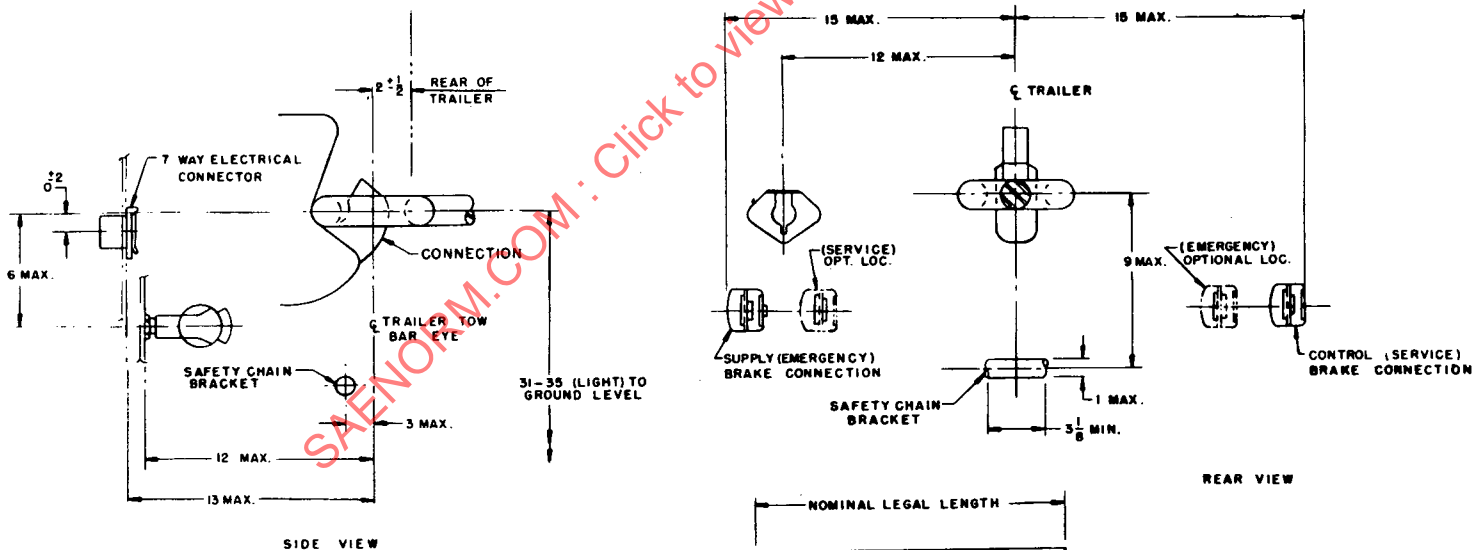 15 MAX.
15 MAX.
12 MAX.
2 +1/2 -1/2
REAR OF
TRAILER
℄ TRAILER
7 WAY ELECTRICAL
CONNECTOR
0 ±2
CONNECTION
(SERVICE)
OPT. LOC.
(EMERGENCY)
OPTIONAL LOC.
6 MAX.
9 MAX.
℄ TRAILER TOW
BAR EYE
SUPPLY (EMERGENCY)
BRAKE CONNECTION
CONTROL (SERVICE)
BRAKE CONNECTION
SAFETY CHAIN
BRACKET
31-35 (LIGHT) TO
GROUND LEVEL
SAFETY CHAIN
BRACKET
1 MAX.
3 MAX.
3 1/8 MIN.
12 MAX.
13 MAX.
REAR VIEW
NOMINAL LEGAL LENGTH
SIDE VIEW
SAENORM.COM : Click to view